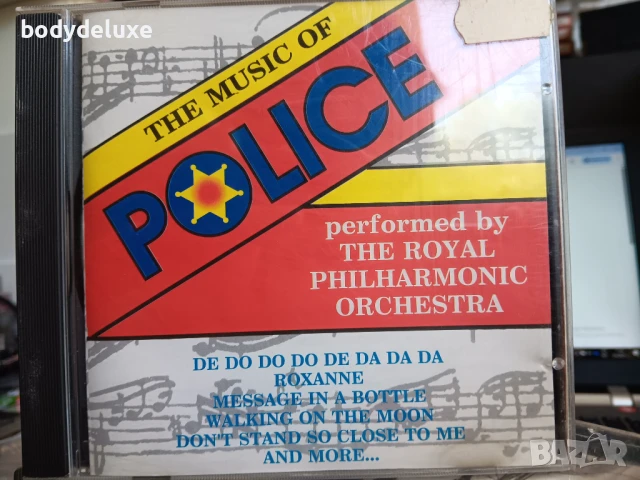 bodydeluxe
THE MUSIC OF
POLICE
performed by
THE ROYAL
PHILHARMONIC
ORCHESTRA
DE DO DO DO DE DA DA DA
ROXANNE
MESSAGE IN A BOTTLE
WALKING ON THE MOON
DON'T STAND SO CLOSE TO ME
AND MORE...
BAZAR